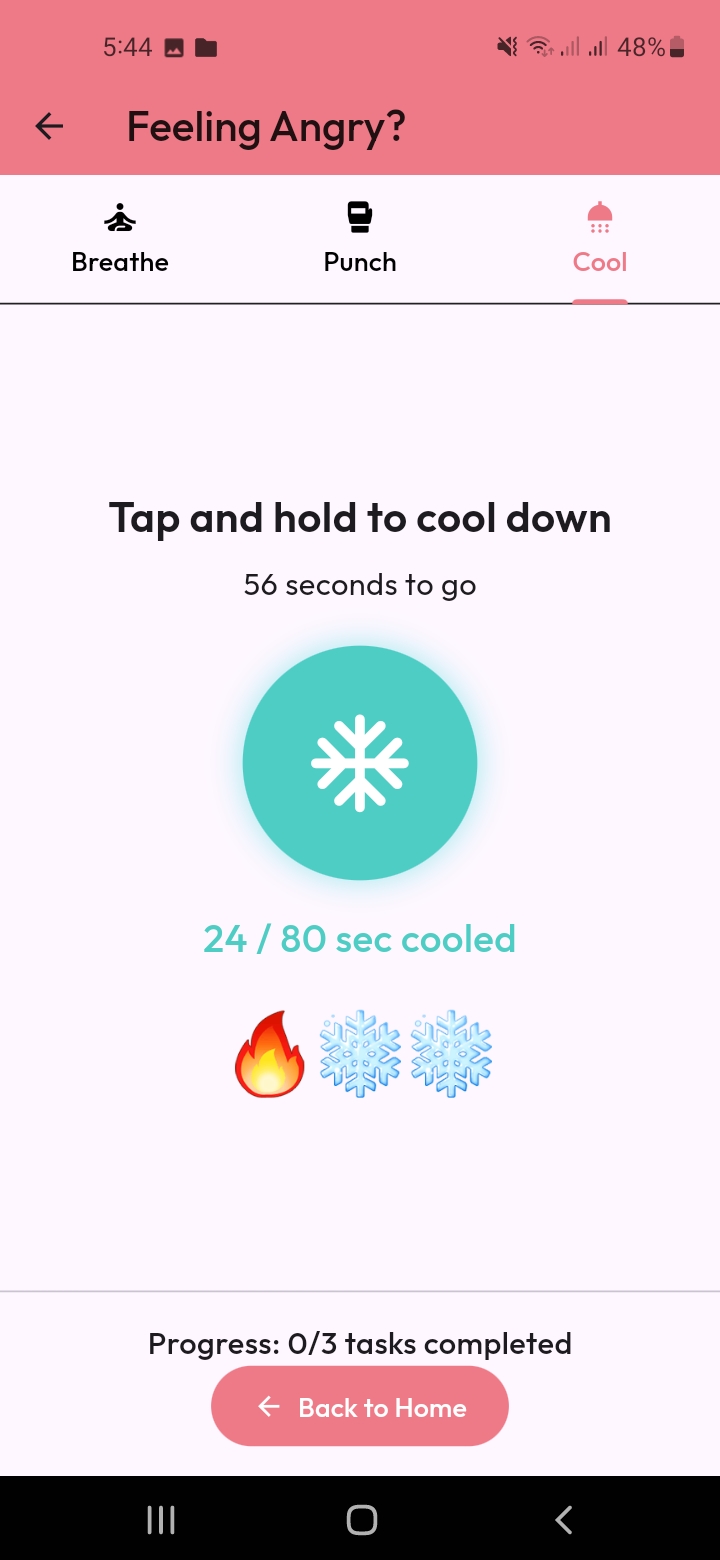 5:44
48%
Feeling Angry?
Breathe
Punch
Cool
Tap and hold to cool down
56 seconds to go
24 / 80 sec cooled
Progress: 0/3 tasks completed
Back to Home